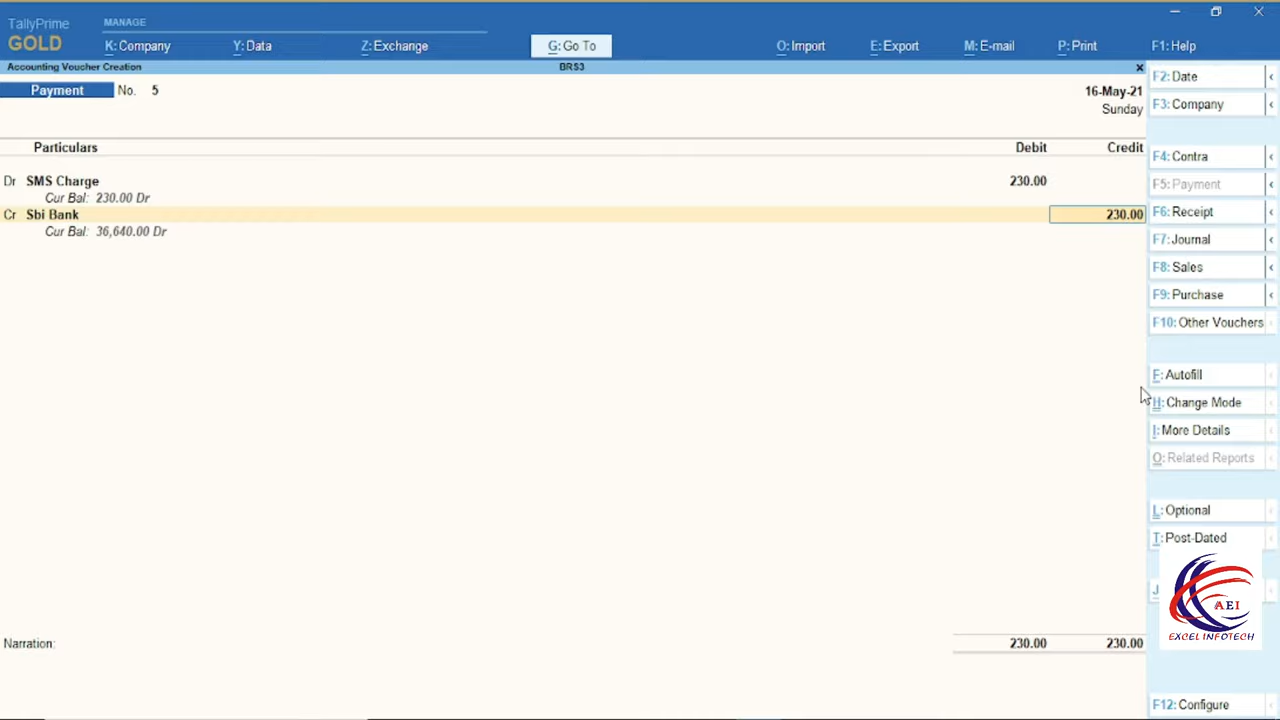 TallyPrime
GOLD
MANAGE
K: Company
Y: Data
Z: Exchange
G: Go To
O: Import
E: Export
M: E-mail
P: Print
F1: Help
Accounting Voucher Creation
BRS3
Payment No. 5
16-May-21
Sunday
Particulars Debit Credit
Dr SMS Charge 230.00
Cur Bal: 230.00 Dr
Cr Sbi Bank 230.00
Cur Bal: 36,640.00 Dr
Narration: 230.00 230.00
F2: Date
F3: Company
F4: Contra
F5: Payment
F6: Receipt
F7: Journal
F8: Sales
F9: Purchase
F10: Other Vouchers
F: Autofill
H: Change Mode
I: More Details
O: Related Reports
L: Optional
T: Post-Dated
J
AEI
EXCEL INFOTECH
F12: Configure